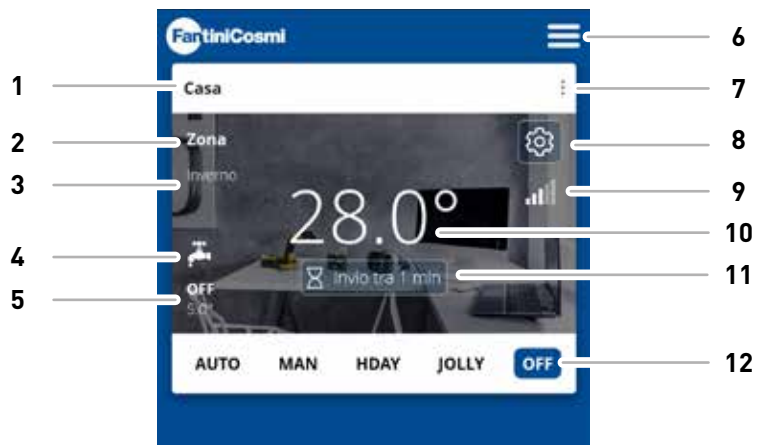 FantiniCosmi
6
1
Casa
7
2
Zona
8
3
Inverno
9
28.0°
10
4
11
Invio tra 1 min
5
OFF
5.0°
AUTO MAN HDAY JOLLY OFF
12